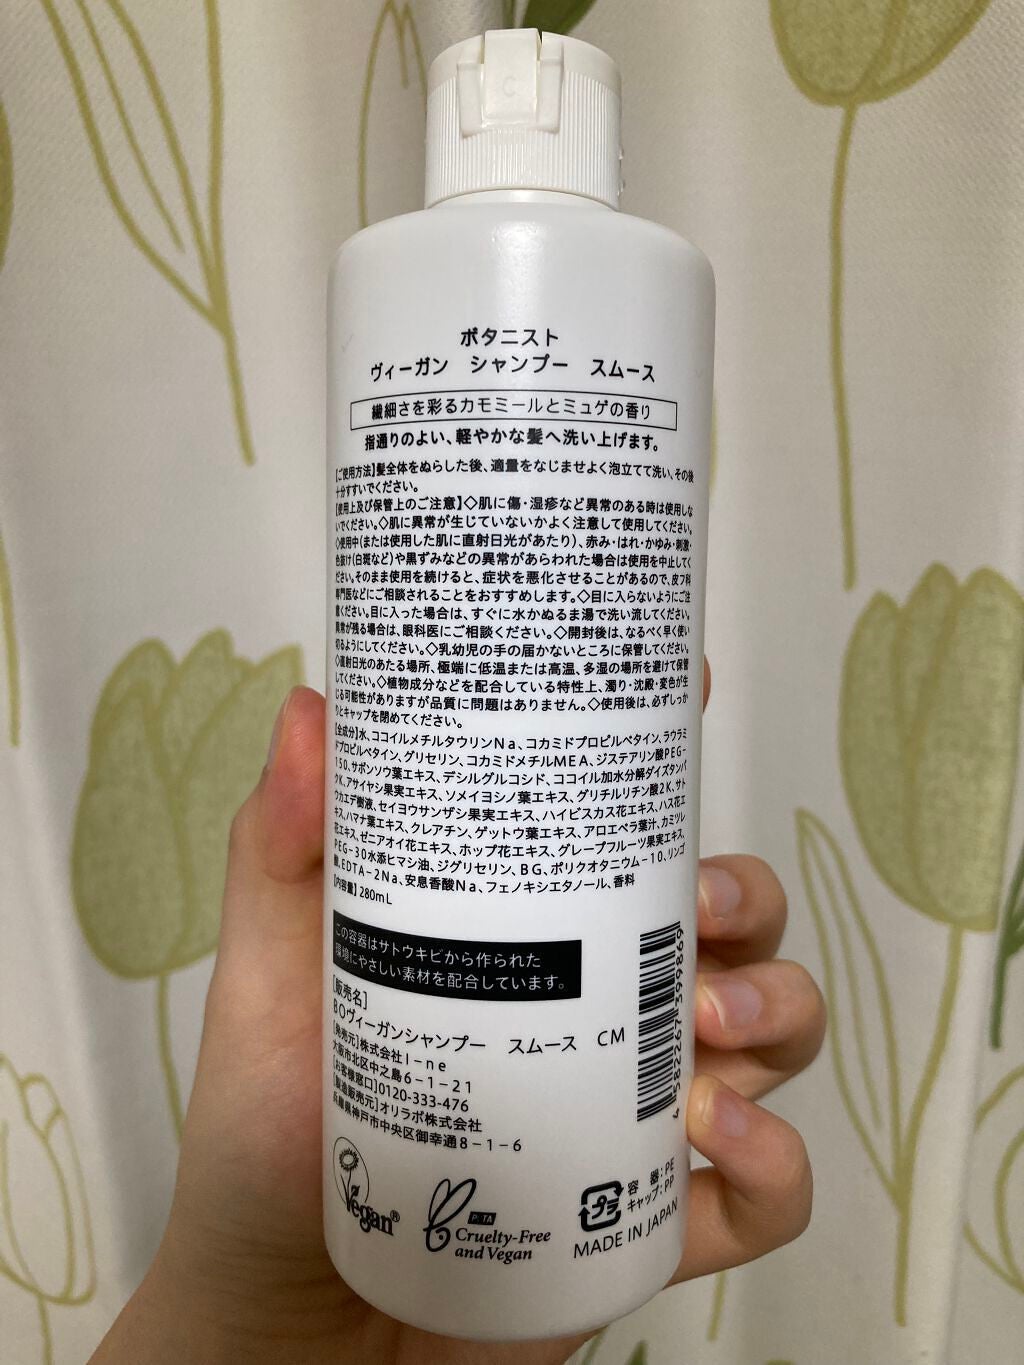 C
ボタニスト
ヴィーガン シャンプー スムース
繊細さを彩るカモミールとミュゲの香り
指通りのよい、軽やかな髪へ洗い上げます。
【ご使用方法】髪全体をぬらした後、適量をなじませよく泡立てて洗い、その後
十分すすいでください。
【使用上及び保管上のご注意】◇肌に傷・湿疹など異常のある時は使用しな
いでください。◇肌に異常が生じていないかよく注意して使用してください。
◇使用中(または使用した肌に直射日光があたり)、赤み・はれ・かゆみ・刺激・
色抜け(白斑など)や黒ずみなどの異常があらわれた場合は使用を中止してく
ださい。そのまま使用を続けると、症状を悪化させることがあるので、皮フ科
専門医などにご相談されることをおすすめします。◇目に入らないようにご注
意ください。目に入った場合は、すぐに水かぬるま湯で洗い流してください。
異常が残る場合は、眼科医にご相談ください。◇開封後は、なるべく早く使い
切るようにしてください。◇乳幼児の手の届かないところに保管してください。
◇直射日光のあたる場所、極端に低温または高温、多湿の場所を避けて保管
してください。◇植物成分などを配合している特性上、濁り・沈殿・変色が生
じる可能性がありますが品質に問題はありません。◇使用後は、必ずしっか
りとキャップを閉めてください。
【全成分】水、ココイルメチルタウリンNa、コカミドプロピルベタイン、ラウラミ
ドプロピルベタイン、グリセリン、コカミドメチルMEA、ジステアリン酸PEG-
150、サボンソウ葉エキス、デシルグルコシド、ココイル加水分解ダイズタンパ
クK、アサイヤシ果実エキス、ソメイヨシノ葉エキス、グリチルリチン酸2K、サト
ウカエデ樹液、セイヨウサンザシ果実エキス、ハイビスカス花エキス、ハス花エ
キス、ハマナ葉エキス、クレアチン、ゲットウ葉エキス、アロエベラ葉汁、カミツレ
花エキス、ゼニアオイ花エキス、ホップ花エキス、グレープフルーツ果実エキス、
PEG-30水添ヒマシ油、ジグリセリン、BG、ポリクオタニウム-10、リンゴ
酸、EDTA-2Na、安息香酸Na、フェノキシエタノール、香料
【内容量】280mL
この容器はサトウキビから作られた
環境にやさしい素材を配合しています。
[販売名]
BOヴィーガンシャンプー スムース CM
[発売元]株式会社I-ne
大阪市北区中之島6-1-21
[お客様窓口]0120-333-476
[製造販売元]オリラボ株式会社
兵庫県神戸市中央区御幸通8-1-6
4 582267 399869
Vegan®
PETA
Cruelty-Free
and Vegan
プラ
容 器:PE
キャップ:PP
MADE IN JAPAN